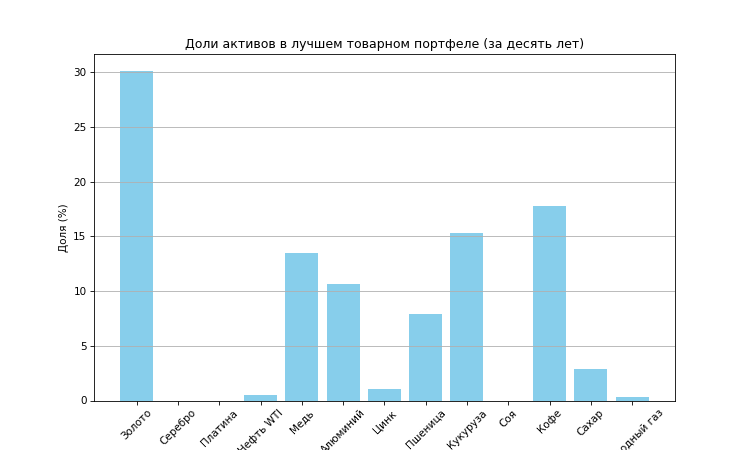 Доли активов в лучшем товарном портфеле (за десять лет)
Доля (%)
30
25
20
15
10
5
0
Золото
Серебро
Платина
Нефть WTI
Медь
Алюминий
Цинк
Пшеница
Кукуруза
Соя
Кофе
Сахар
газ